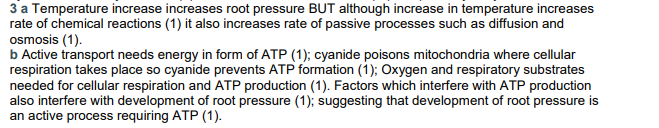 3 a Temperature increase increases root pressure BUT although increase in temperature increases
rate of chemical reactions (1) it also increases rate of passive processes such as diffusion and
osmosis (1).
b Active transport needs energy in form of ATP (1); cyanide poisons mitochondria where cellular
respiration takes place so cyanide prevents ATP formation (1); Oxygen and respiratory substrates
needed for cellular respiration and ATP production (1). Factors which interfere with ATP production
also interfere with development of root pressure (1); suggesting that development of root pressure is
an active process requiring ATP (1).